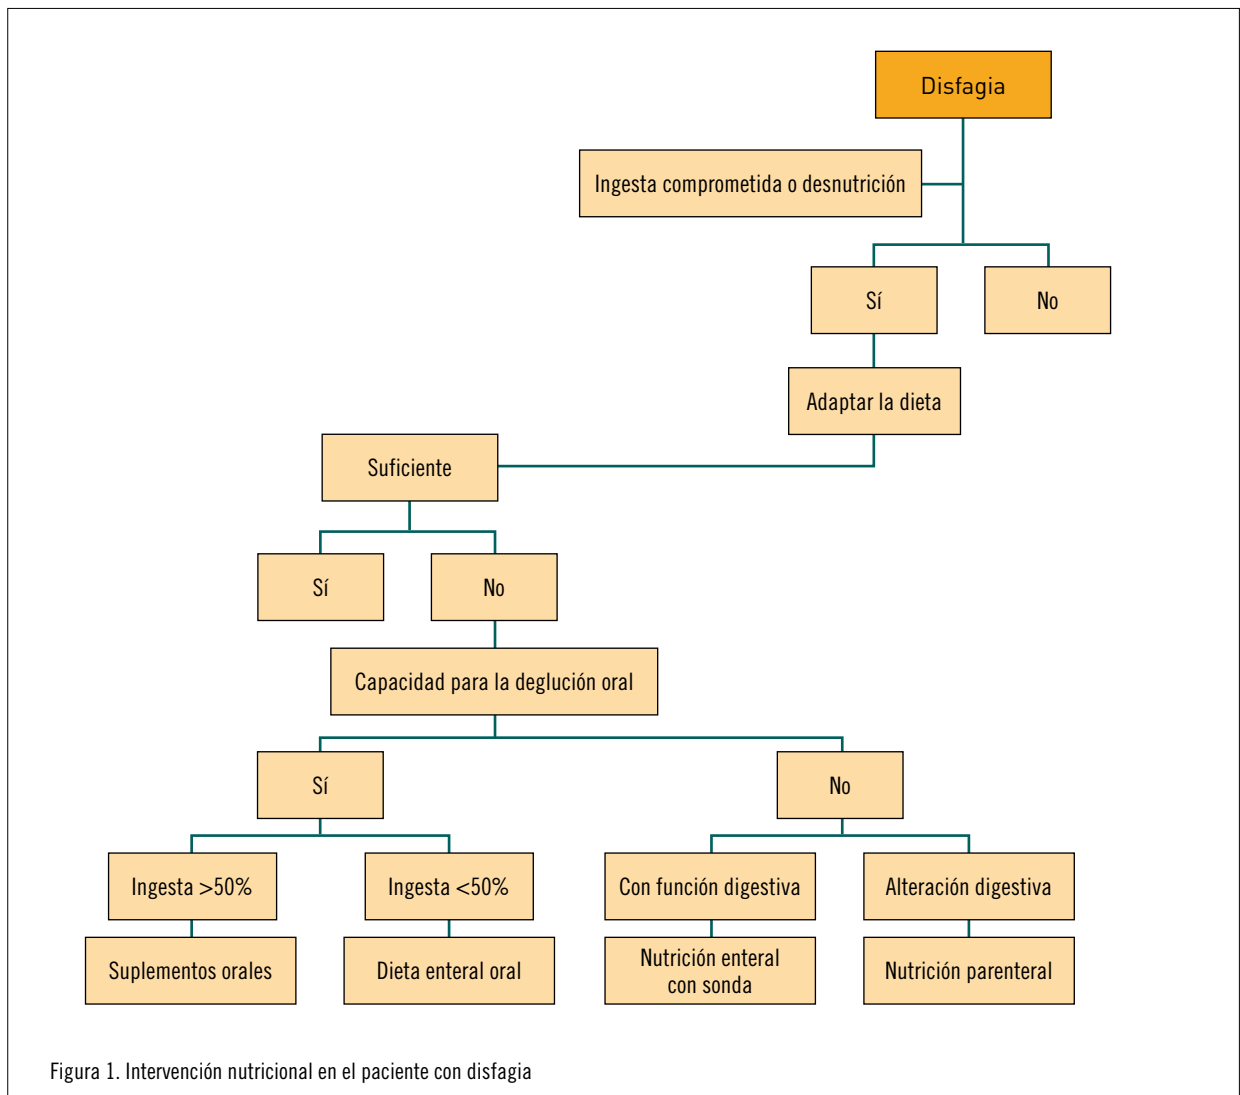 Disfagia
Ingesta comprometida o desnutrición
Sí
No
Adaptar la dieta
Suficiente
Sí
No
Capacidad para la deglución oral
Sí
No
Ingesta >50%
Ingesta <50%
Con función digestiva
Alteración digestiva
Suplementos orales
Dieta enteral oral
Nutrición enteral
con sonda
Nutrición parenteral
Figura 1. Intervención nutricional en el paciente con disfagia